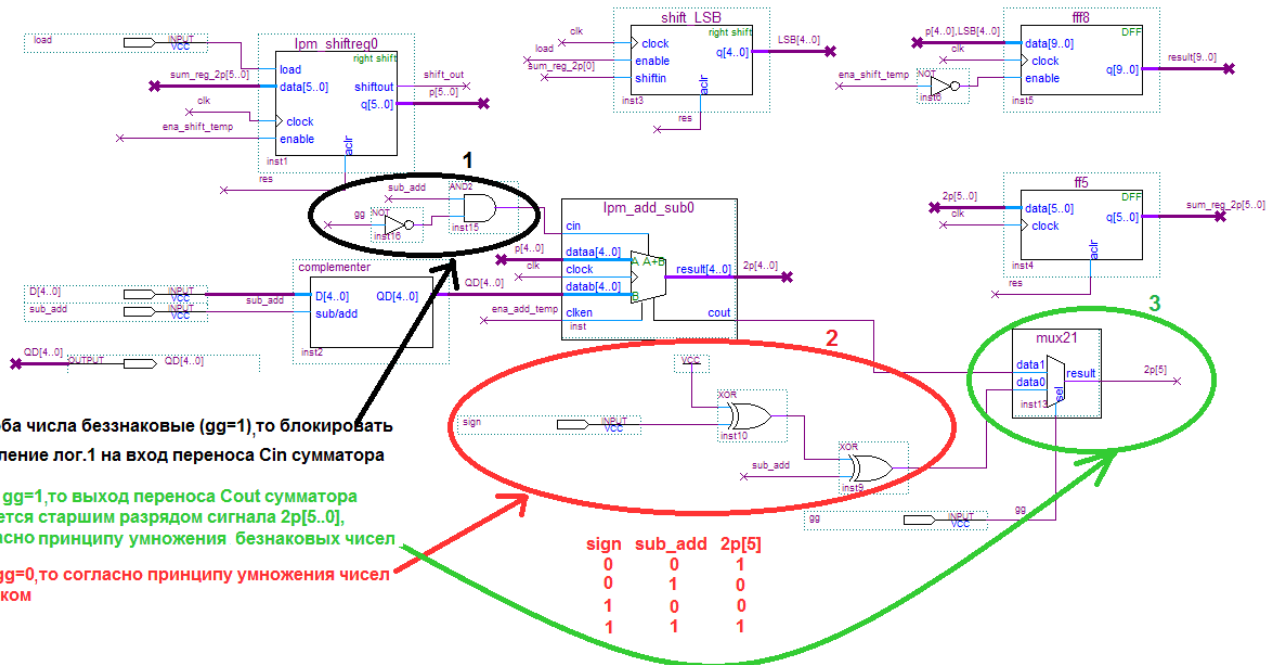 load
INPUT
VCC
lpm_shiftreg0
right shift
load
sum_reg_2p[5..0]
data[5..0]
shiftout
shift_out
q[5..0]
p[5..0]
clk
clock
ena_shift_temp
enable
aclr
inst1
res
shift_LSB
right shift
clk
clock
load
enable
q[4..0]
LSB[4..0]
sum_reg_2p[0]
shiftin
aclr
inst3
res
fff8
DFF
p[4..0],LSB[4..0]
data[9..0]
clk
clock
q[9..0]
result[9..0]
ena_shift_temp
NOT
inst6
enable
inst5
1
sub_add
AND2
gg
NOT
inst16
inst15
lpm_add_sub0
cin
p[4..0]
dataa[4..0]
A
A+B
clk
clock
result[4..0]
2p[4..0]
QD[4..0]
datab[4..0]
B
ena_add_temp
clken
cout
inst
ff5
DFF
2p[5..0]
data[5..0]
clk
clock
q[5..0]
sum_reg_2p[5..0]
aclr
inst4
res
complementer
D[4..0]
INPUT
VCC
D[4..0]
QD[4..0]
sub_add
INPUT
VCC
sub_add
sub/add
inst2
QD[4..0]
OUTPUT
QD[4..0]
2
VCC
XOR
sign
INPUT
VCC
inst10
XOR
sub_add
inst9
3
mux21
data1
data0
result
2p[5]
sel
inst13
gg
INPUT
VCC
gg
ба числа беззнаковые (gg=1),то блокировать
ление лог.1 на вход переноса Cin сумматора
gg=1,то выход переноса Cout сумматора
ется старшим разрядом сигнала 2p[5..0],
асно принципу умножения безнаковых чисел
gg=0,то согласно принципу умножения чисел
ком
sign sub_add 2p[5]
0 0 1
0 1 0
1 0 0
1 1 1